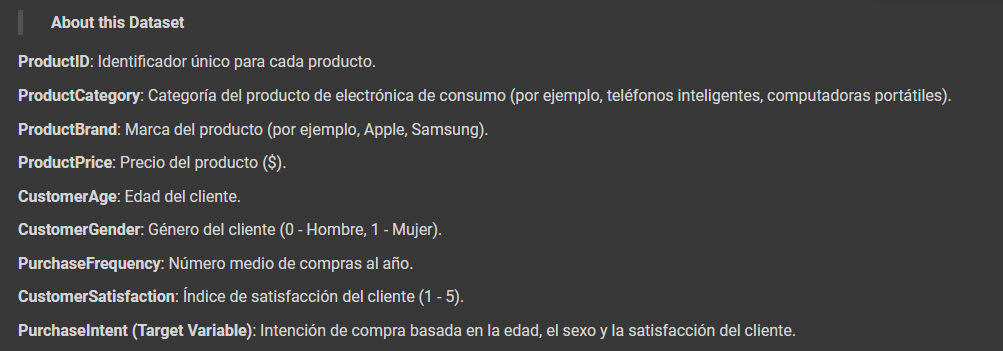 About this Dataset
ProductID: Identificador único para cada producto.
ProductCategory: Categoría del producto de electrónica de consumo (por ejemplo, teléfonos inteligentes, computadoras portátiles).
ProductBrand: Marca del producto (por ejemplo, Apple, Samsung).
ProductPrice: Precio del producto ($).
CustomerAge: Edad del cliente.
CustomerGender: Género del cliente (0 - Hombre, 1 - Mujer).
PurchaseFrequency: Número medio de compras al año.
CustomerSatisfaction: Índice de satisfacción del cliente (1 - 5).
PurchaseIntent (Target Variable): Intención de compra basada en la edad, el sexo y la satisfacción del cliente.